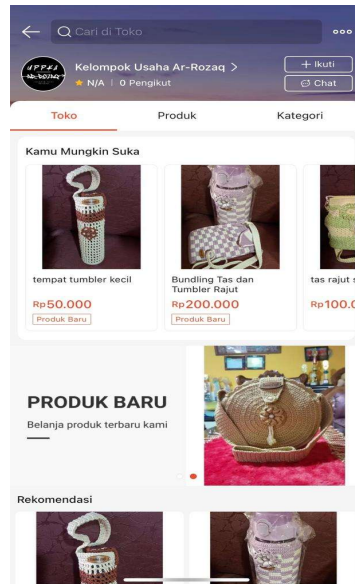 Cari di Toko
Kelompok Usaha Ar-Rozaq >
N/A | 0 Pengikut
+ Ikuti
Chat
Toko
Produk
Kategori
Kamu Mungkin Suka
tempat tumbler kecil
Rp50.000
Produk Baru
Bundling Tas dan
Tumbler Rajut
Rp200.000
Produk Baru
tas rajut s
Rp100.0
PRODUK BARU
Belanja produk terbaru kami
Rekomendasi